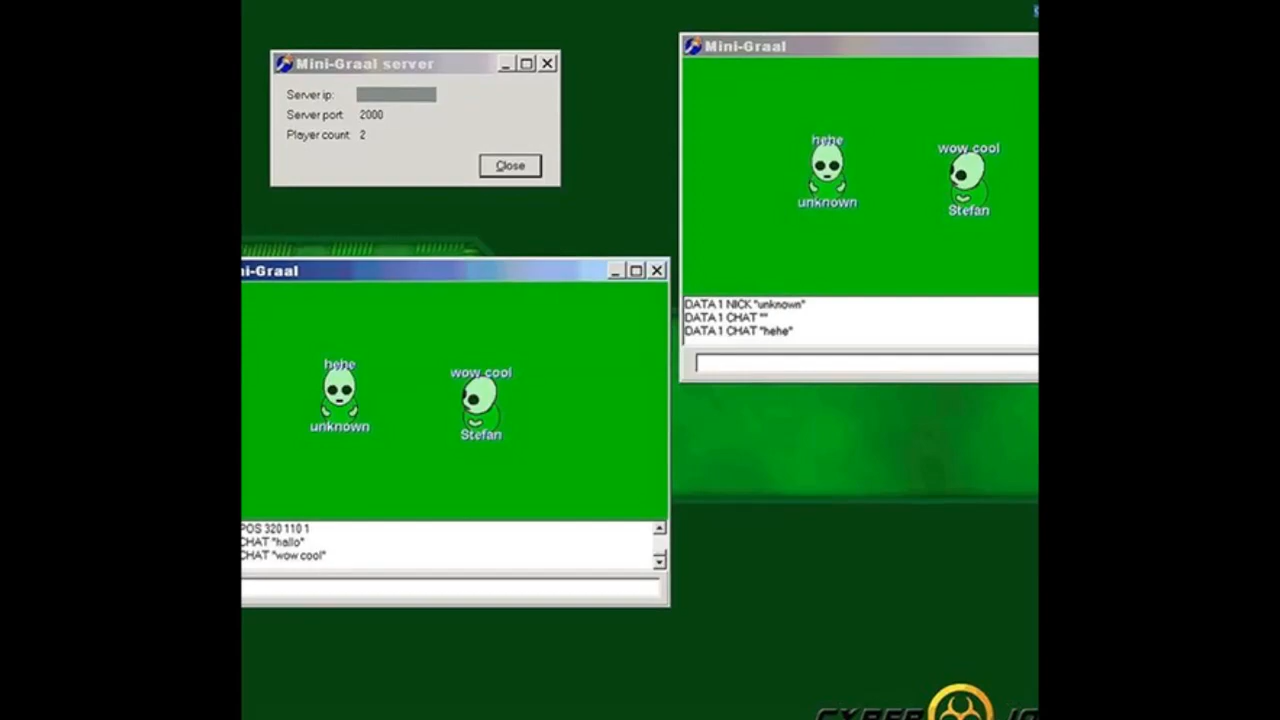 Mini-Graal server
Server ip:
Server port 2000
Player count 2
Close
Mini-Graal
hehe
wow cool
unknown
Stefan
DATA 1 NICK "unknown"
DATA 1 CHAT ""
DATA 1 CHAT "hehe"
ni-Graal
hehe
wow cool
unknown
Stefan
POS 320 110 1
CHAT "hallo"
CHAT "wow cool"
CYBER